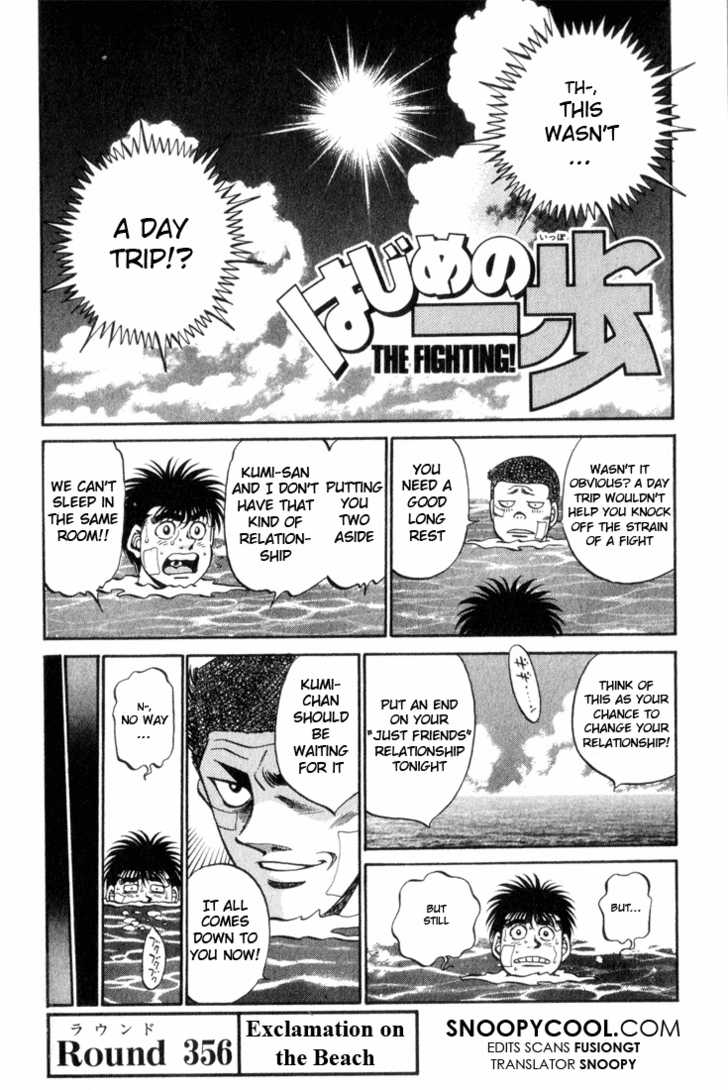 TH-,
THIS
WASN'T
...
A DAY
TRIP!?
いっぽ
はじめの一歩
THE FIGHTING!
WASN'T IT
OBVIOUS? A DAY
TRIP WOULDN'T
HELP YOU KNOCK
OFF THE STRAIN
OF A FIGHT
YOU
NEED A
GOOD
LONG
REST
PUTTING
YOU
TWO
ASIDE
KUMI-SAN
AND I DON'T
HAVE THAT
KIND OF
RELATION-
SHIP
WE CAN'T
SLEEP IN
THE SAME
ROOM!!
THINK OF
THIS AS YOUR
CHANCE TO
CHANGE YOUR
RELATIONSHIP!
PUT AN END
ON YOUR
"JUST FRIENDS"
RELATIONSHIP
TONIGHT
BUT...
BUT
STILL
KUMI-
CHAN
SHOULD
BE
WAITING
FOR IT
IT ALL
COMES
DOWN TO
YOU NOW!
N-,
NO WAY
...
ブクブク
ラウンド
Round 356
Exclamation on
the Beach
SNOOPYCOOL.COM
EDITS SCANS FUSIONGT
TRANSLATOR SNOOPY